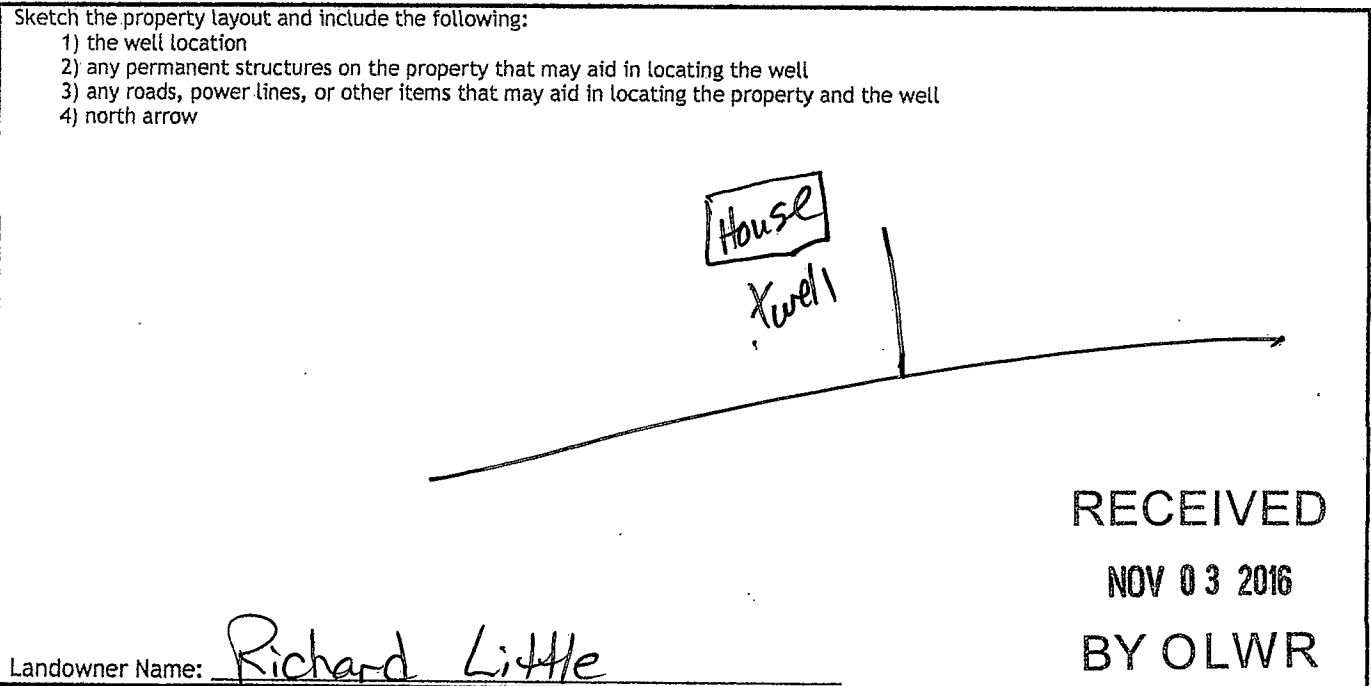 Sketch the property layout and include the following:
1) the well location
2) any permanent structures on the property that may aid in locating the well
3) any roads, power lines, or other items that may aid in locating the property and the well
4) north arrow
House
X well
RECEIVED
NOV 03 2016
BY OLWR
Landowner Name: Richard Little